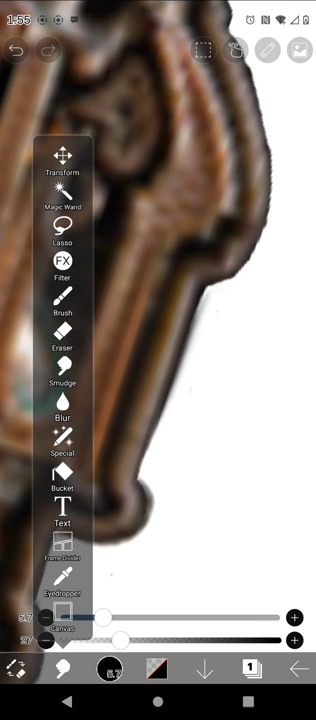 1:55
Transform
Magic Wand
Lasso
FX
Filter
Brush
Eraser
Smudge
Blur
Special
Bucket
T
Text
Frame Divider
Eyedropper
Canvas
5.7
27
5.7
1